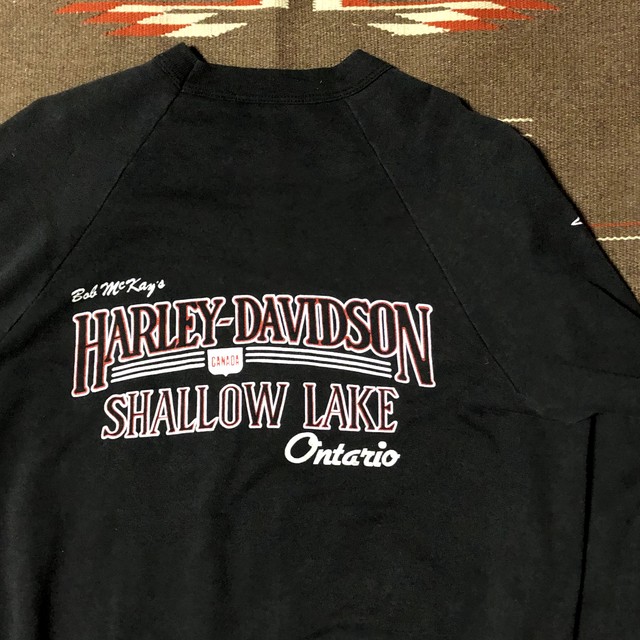 Bob McKay's
HARLEY-DAVIDSON
CANADA
SHALLOW LAKE
Ontario